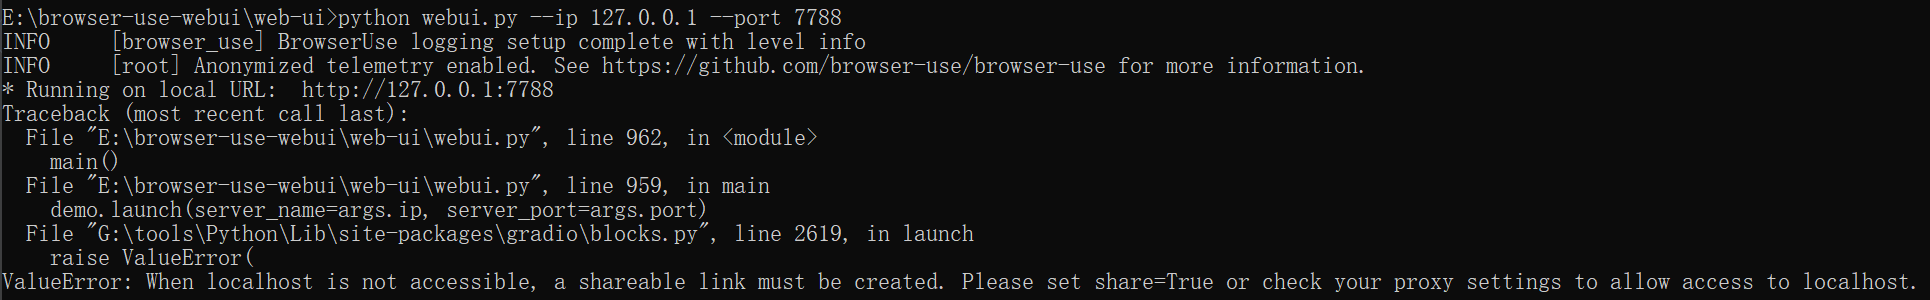 E:\browser-use-webui\web-ui>python webui.py --ip 127.0.0.1 --port 7788
INFO     [browser_use] BrowserUse logging setup complete with level info
INFO     [root] Anonymized telemetry enabled. See https://github.com/browser-use/browser-use for more information.
* Running on local URL:  http://127.0.0.1:7788
Traceback (most recent call last):
  File "E:\browser-use-webui\web-ui\webui.py", line 962, in <module>
    main()
  File "E:\browser-use-webui\web-ui\webui.py", line 959, in main
    demo.launch(server_name=args.ip, server_port=args.port)
  File "G:\tools\Python\Lib\site-packages\gradio\blocks.py", line 2619, in launch
    raise ValueError(
ValueError: When localhost is not accessible, a shareable link must be created. Please set share=True or check your proxy settings to allow access to localhost.